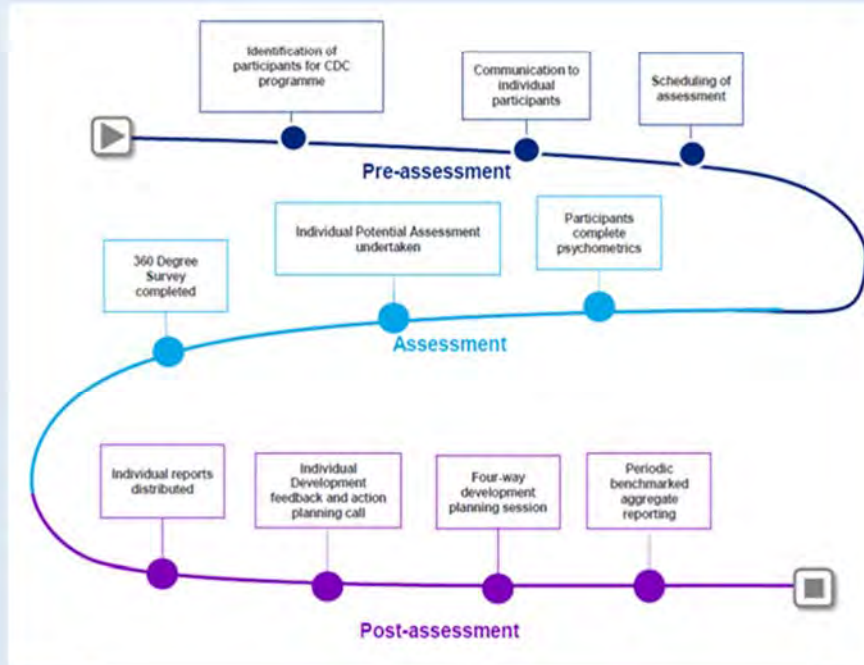 Identification of
participants for CDC
programme
Communication to
individual
participants
Scheduling of
assessment
Pre-assessment
Participants
complete
psychometrics
Individual Potential Assessment
undertaken
360 Degree
Survey
completed
Assessment
Individual reports
distributed
Individual
Development
feedback and action
planning call
Four-way
development
planning session
Periodic
benchmarked
aggregate
reporting
Post-assessment